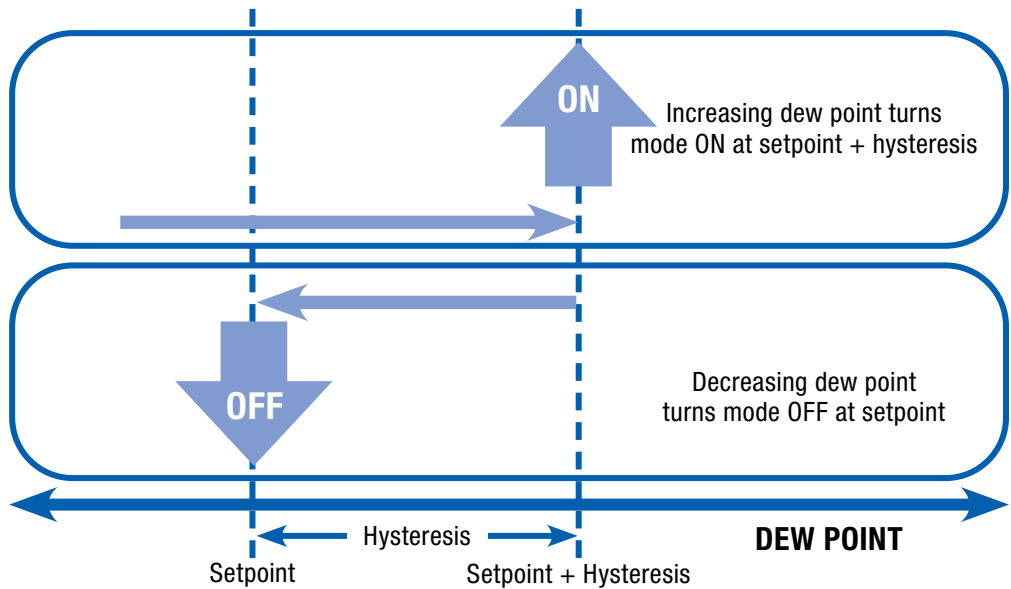 ON
Increasing dew point turns
mode ON at setpoint + hysteresis
OFF
Decreasing dew point
turns mode OFF at setpoint
Hysteresis
DEW POINT
Setpoint
Setpoint + Hysteresis